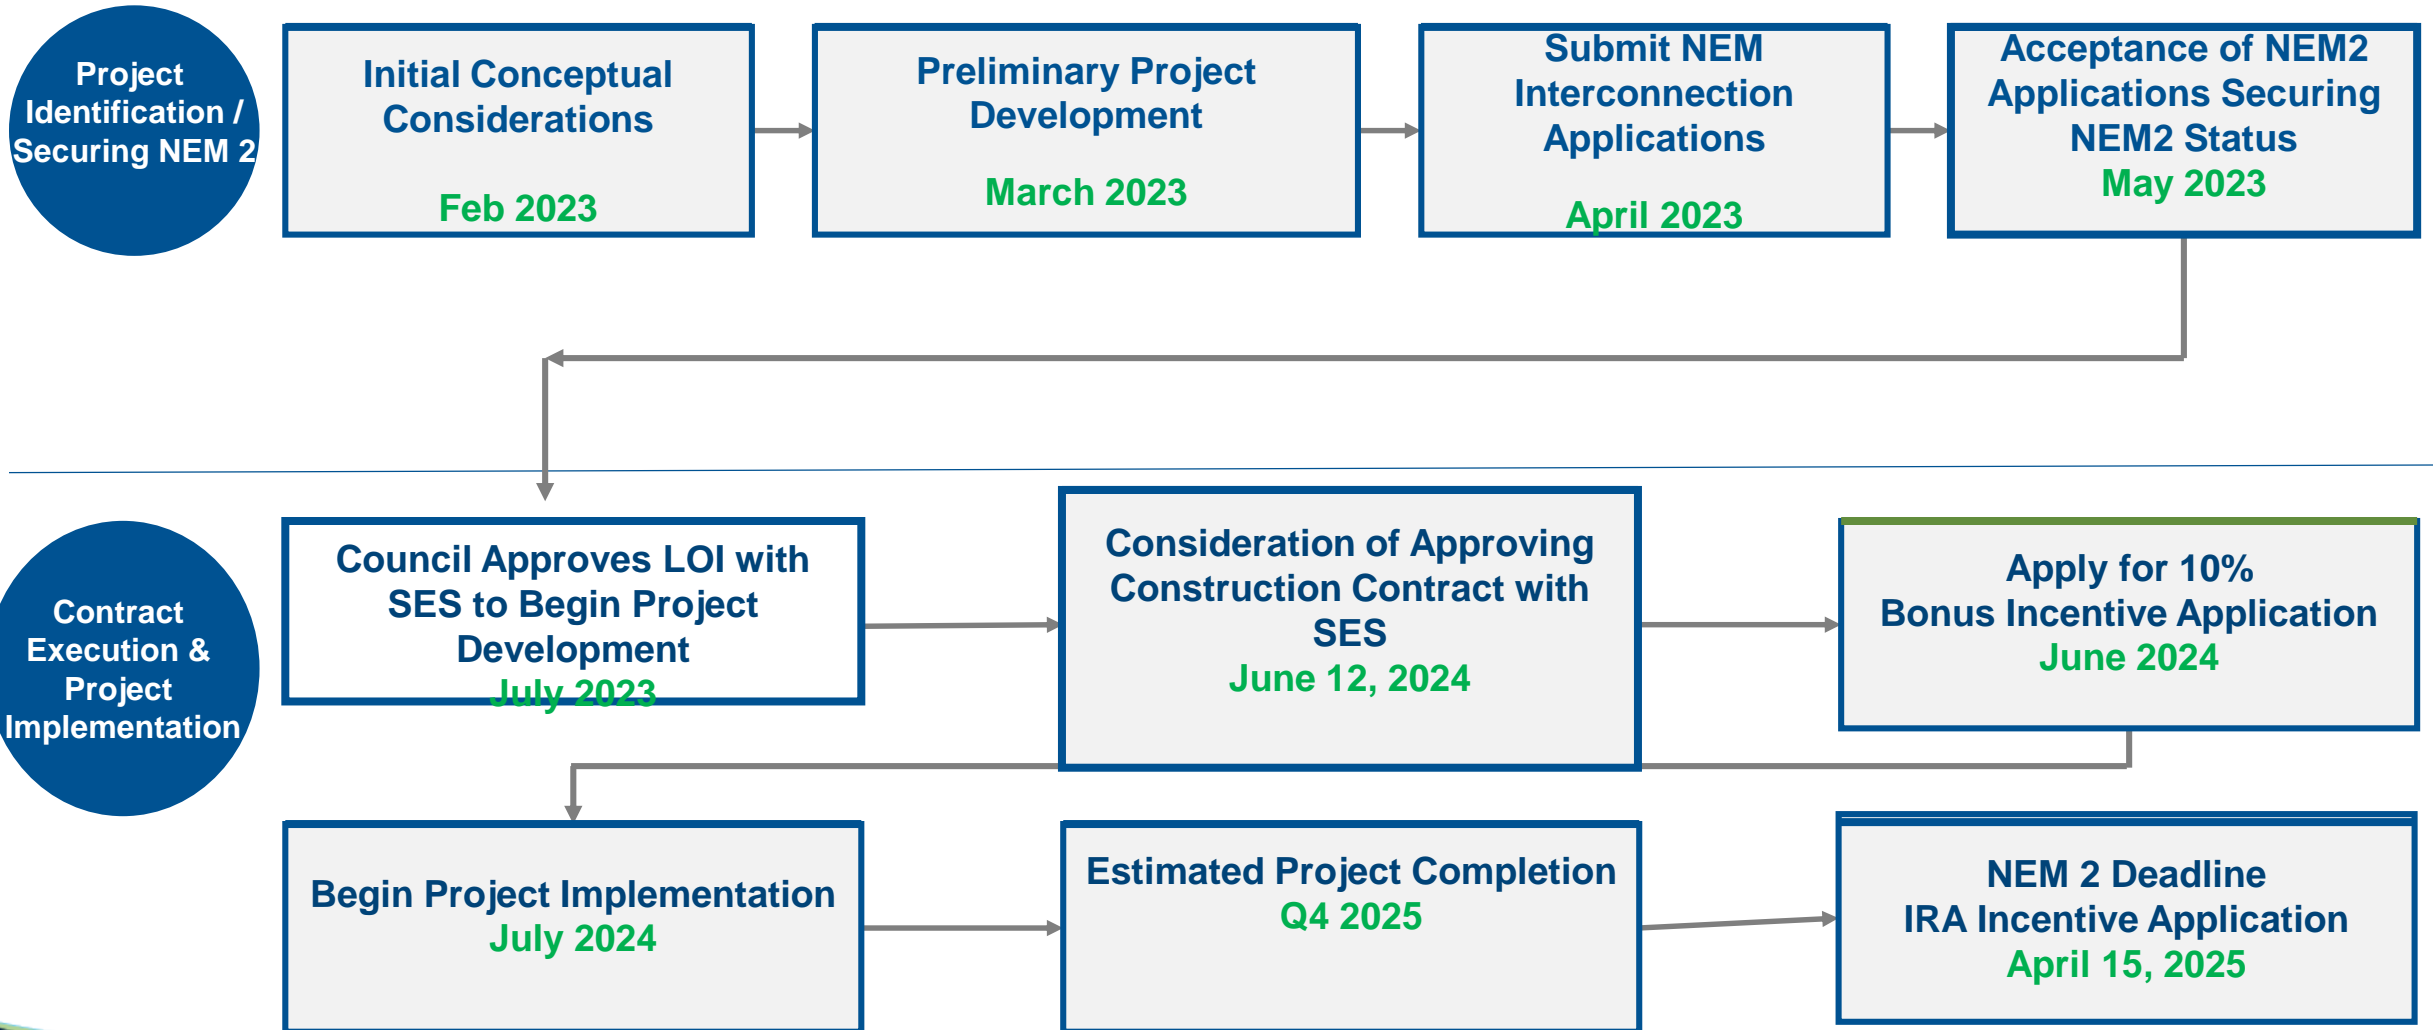 Project
Identification /
Securing NEM 2
Initial Conceptual
Considerations
Feb 2023
Preliminary Project
Development
March 2023
Submit NEM
Interconnection
Applications
April 2023
Acceptance of NEM2
Applications Securing
NEM2 Status
May 2023
Contract
Execution &
Project
Implementation
Council Approves LOI with
SES to Begin Project
Development
July 2023
Consideration of Approving
Construction Contract with
SES
June 12, 2024
Apply for 10%
Bonus Incentive Application
June 2024
Begin Project Implementation
July 2024
Estimated Project Completion
Q4 2025
NEM 2 Deadline
IRA Incentive Application
April 15, 2025